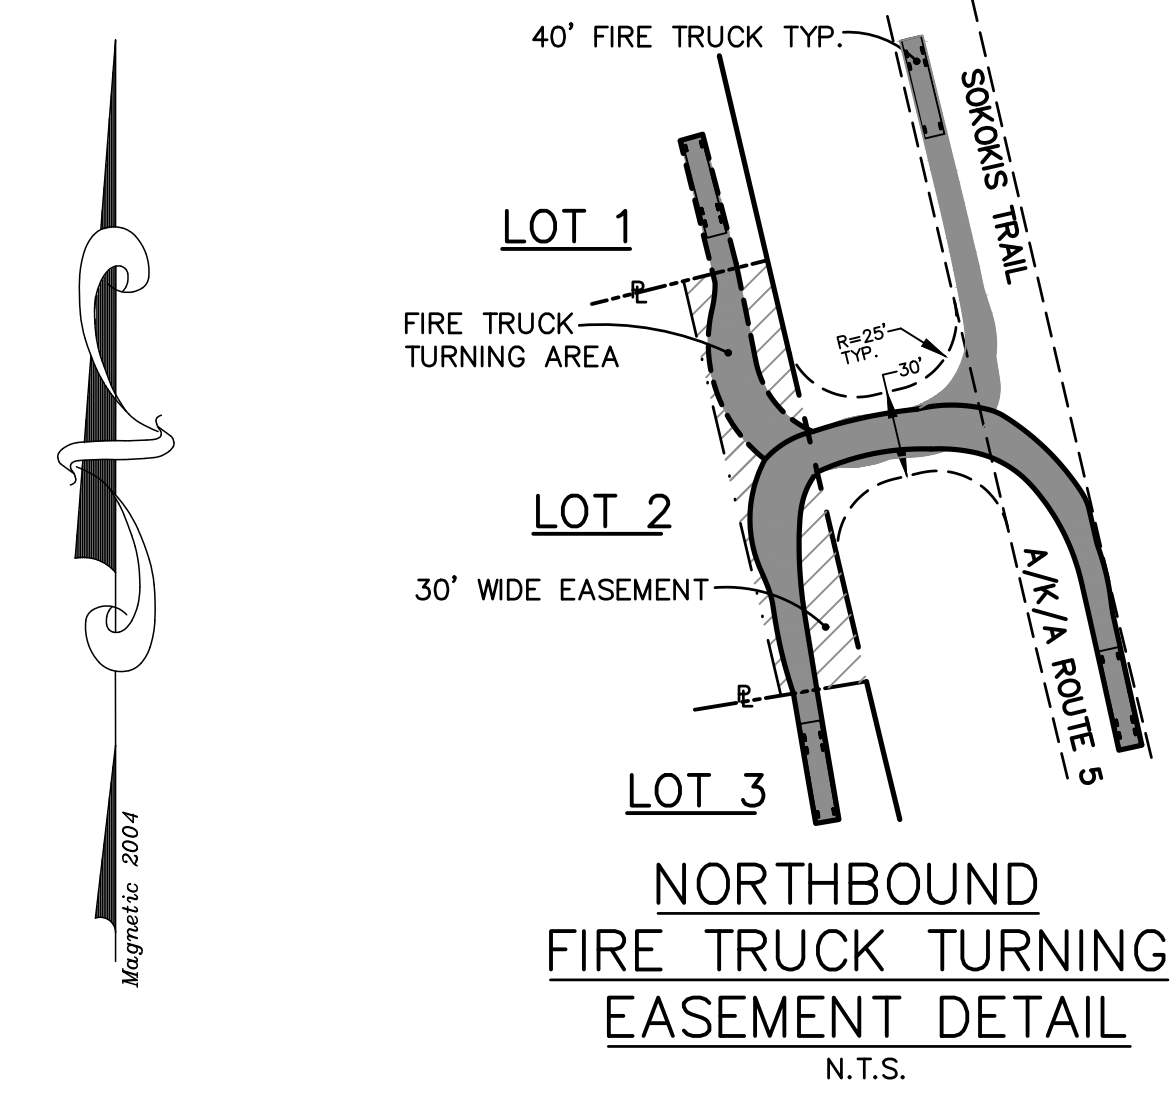 40' FIRE TRUCK TYP.
SOKOKIS TRAIL
LOT 1
PL
FIRE TRUCK
TURNING AREA
R=25'
TYP.
30'
LOT 2
30' WIDE EASEMENT
A/K/A ROUTE 5
PL
LOT 3
Magnetic 2004
NORTHBOUND
FIRE TRUCK TURNING
EASEMENT DETAIL
N.T.S.